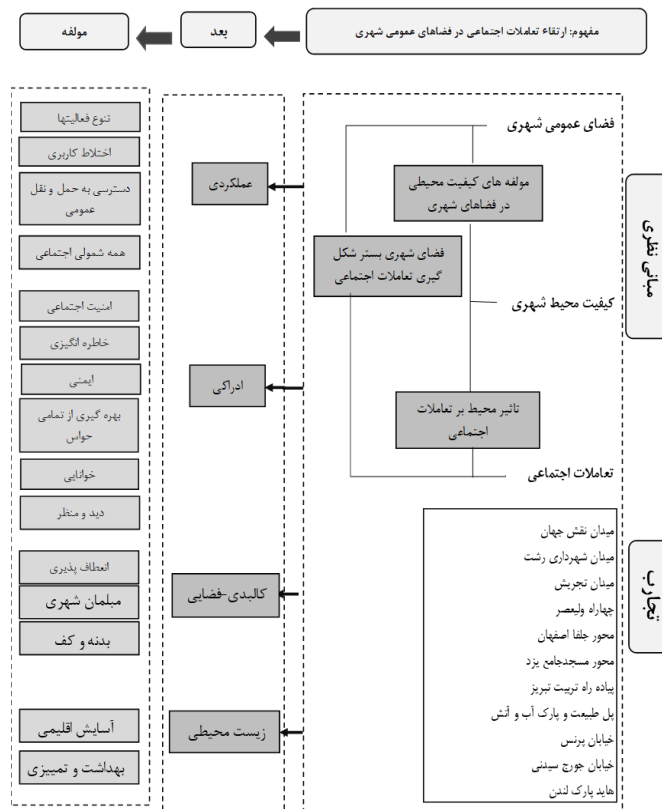 مفهوم: ارتقاء تعاملات اجتماعی در فضاهای عمومی شهری
بعد
مولفه
مبانی نظری
فضای عمومی شهری
مولفه های کیفیت محیطی
در فضاهای شهری
فضای شهری بستر شکل
گیری تعاملات اجتماعی
کیفیت محیط شهری
تاثیر محیط بر تعاملات
اجتماعی
تعاملات اجتماعی
تجارب
میدان نقش جهان
میدان شهرداری رشت
میدان تجریش
چهاراه ولیعصر
محور جلفا اصفهان
محور مسجدجامع یزد
پیاده راه تربیت تبریز
پل طبیعت و پارک آب و آتش
خیابان پرنس
خیابان جورج سیدنی
هاید پارک لندن
عملکردی
ادراکی
کالبدی-فضایی
زیست محیطی
تنوع فعالیتها
اختلاط کاربری
دسترسی به حمل و نقل
عمومی
همه شمولی اجتماعی
امنیت اجتماعی
خاطره انگیزی
ایمنی
بهره گیری از تمامی
حواس
خوانایی
دید و منظر
انعطاف پذیری
مبلمان شهری
بدنه و کف
آسایش اقلیمی
بهداشت و تمییزی